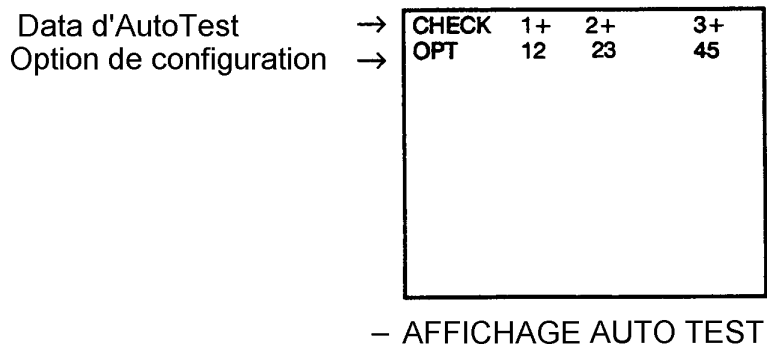 Data d'AutoTest → CHECK 1+ 2+ 3+
Option de configuration → OPT 12 23 45
– AFFICHAGE AUTO TEST